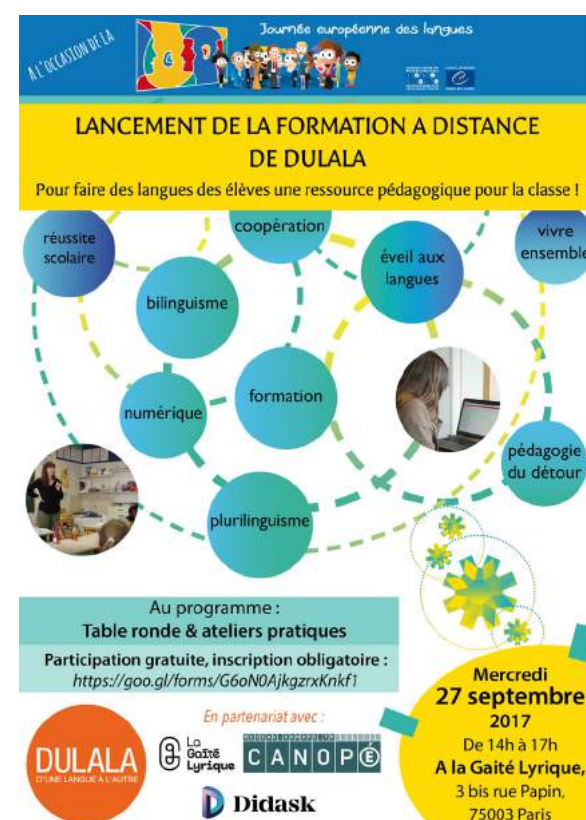 A L'OCCASION DE LA
Journée européenne des langues
LANCEMENT DE LA FORMATION A DISTANCE
DE DULALA
Pour faire des langues des élèves une ressource pédagogique pour la classe !
coopération
réussite
scolaire
vivre
ensemble
éveil aux
langues
bilinguisme
formation
numérique
pédagogie
du détour
plurilinguisme
Au programme :
Table ronde & ateliers pratiques
Participation gratuite, inscription obligatoire :
https://goo.gl/forms/G6oN0AjkgzrxKnkf1
Mercredi
27 septembre
2017
De 14h à 17h
A la Gaité Lyrique,
3 bis rue Papin,
75003 Paris
En partenariat avec :
DULALA
D'UNE LANGUE À L'AUTRE
La
Gaîté
Lyrique
CANOPÉ
Didask